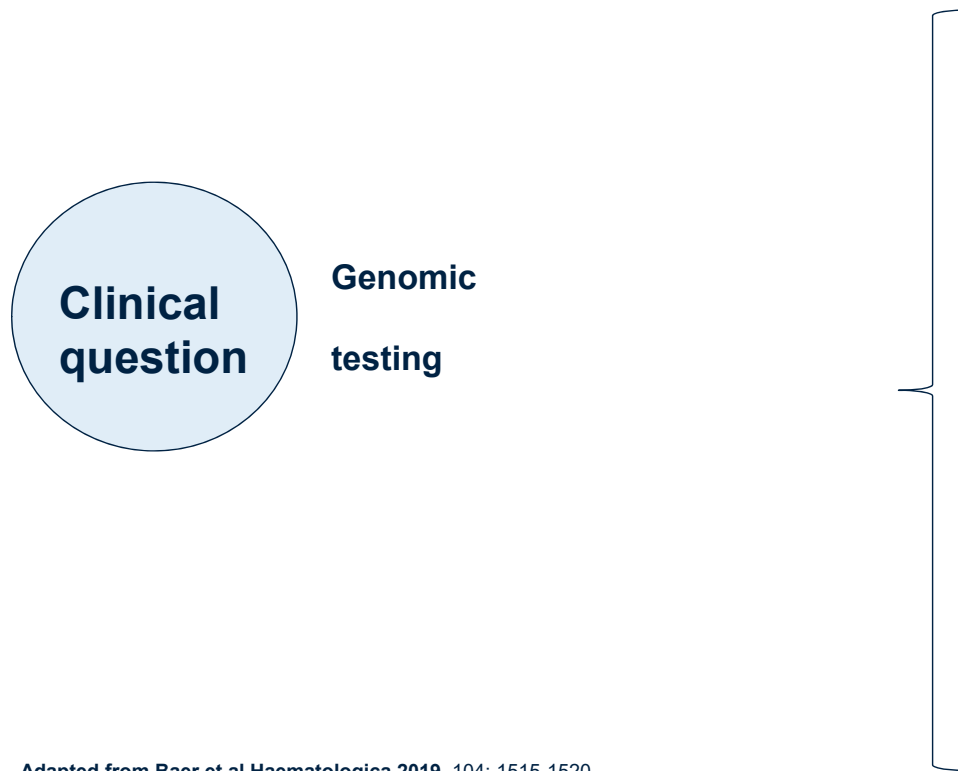 Clinical
question
Genomic
testing
Adapted from Baer et al Haematologica 2019, 104: 1515-1520